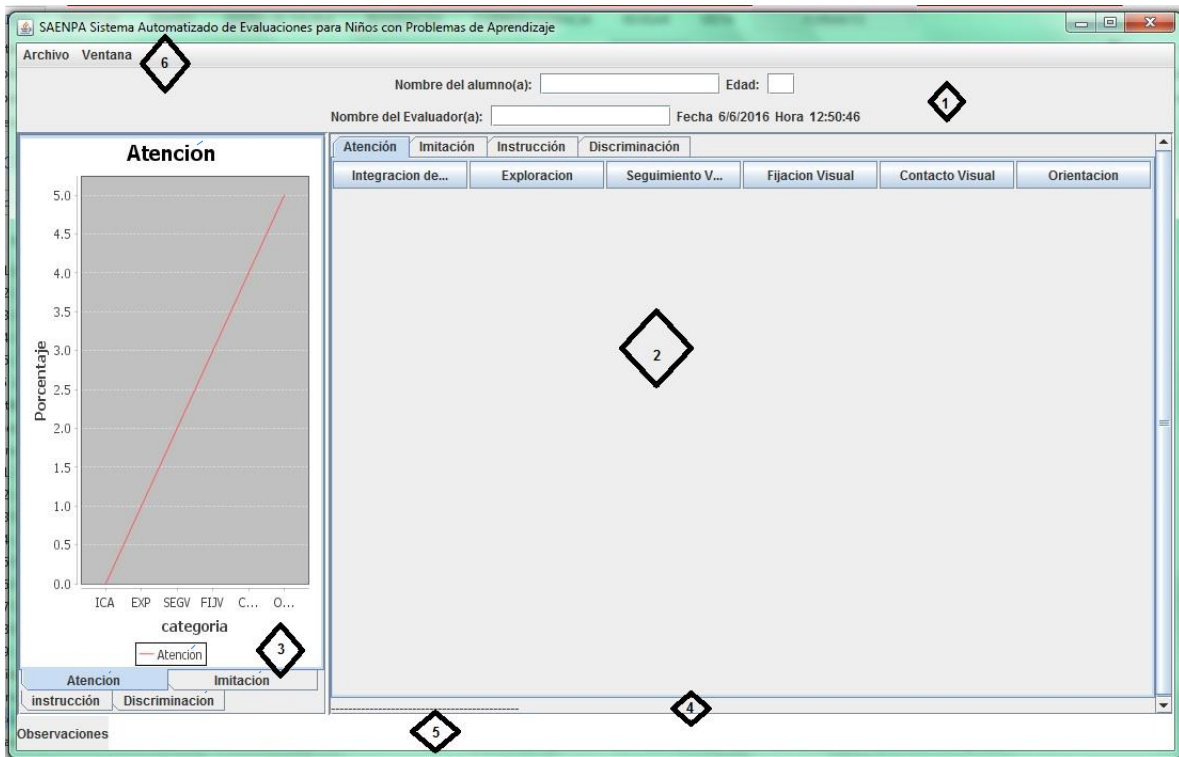 SAENPA Sistema Automatizado de Evaluaciones para Niños con Problemas de Aprendizaje
Archivo Ventana
6
Nombre del alumno(a): Edad:
1
Nombre del Evaluador(a): Fecha 6/6/2016 Hora 12:50:46
Atención
Porcentaje
5.0
4.5
4.0
3.5
3.0
2.5
2.0
1.5
1.0
0.5
0.0
ICA EXP SEGV FIJV C... O...
categoria
Atención
3
Atención Imitación
instrucción Discriminación
Atención Imitación Instrucción Discriminación
Integracion de... Exploracion Seguimiento V... Fijacion Visual Contacto Visual Orientacion
2
---------------------------------------------
4
Observaciones
5